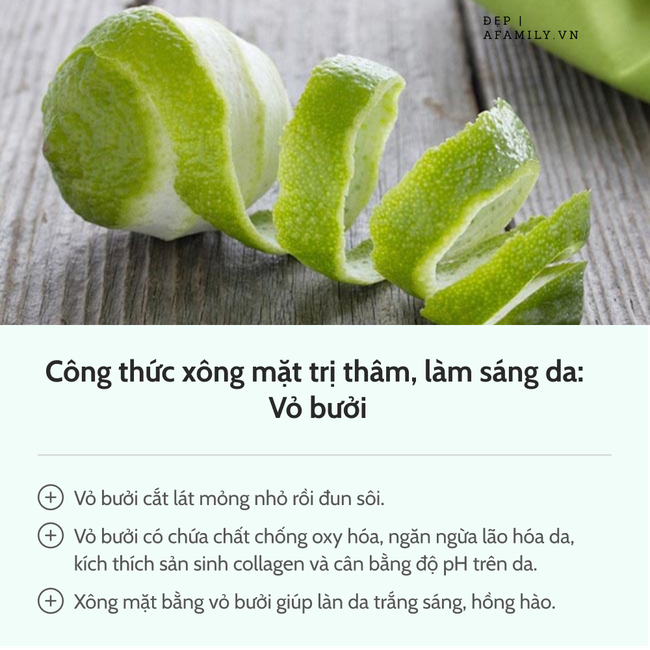 ĐẸP |
AFAMILY.VN
Công thức xông mặt trị thâm, làm sáng da:
Vỏ bưởi
Vỏ bưởi cắt lát mỏng nhỏ rồi đun sôi.
Vỏ bưởi có chứa chất chống oxy hóa, ngăn ngừa lão hóa da,
kích thích sản sinh collagen và cân bằng độ pH trên da.
Xông mặt bằng vỏ bưởi giúp làn da trắng sáng, hồng hào.